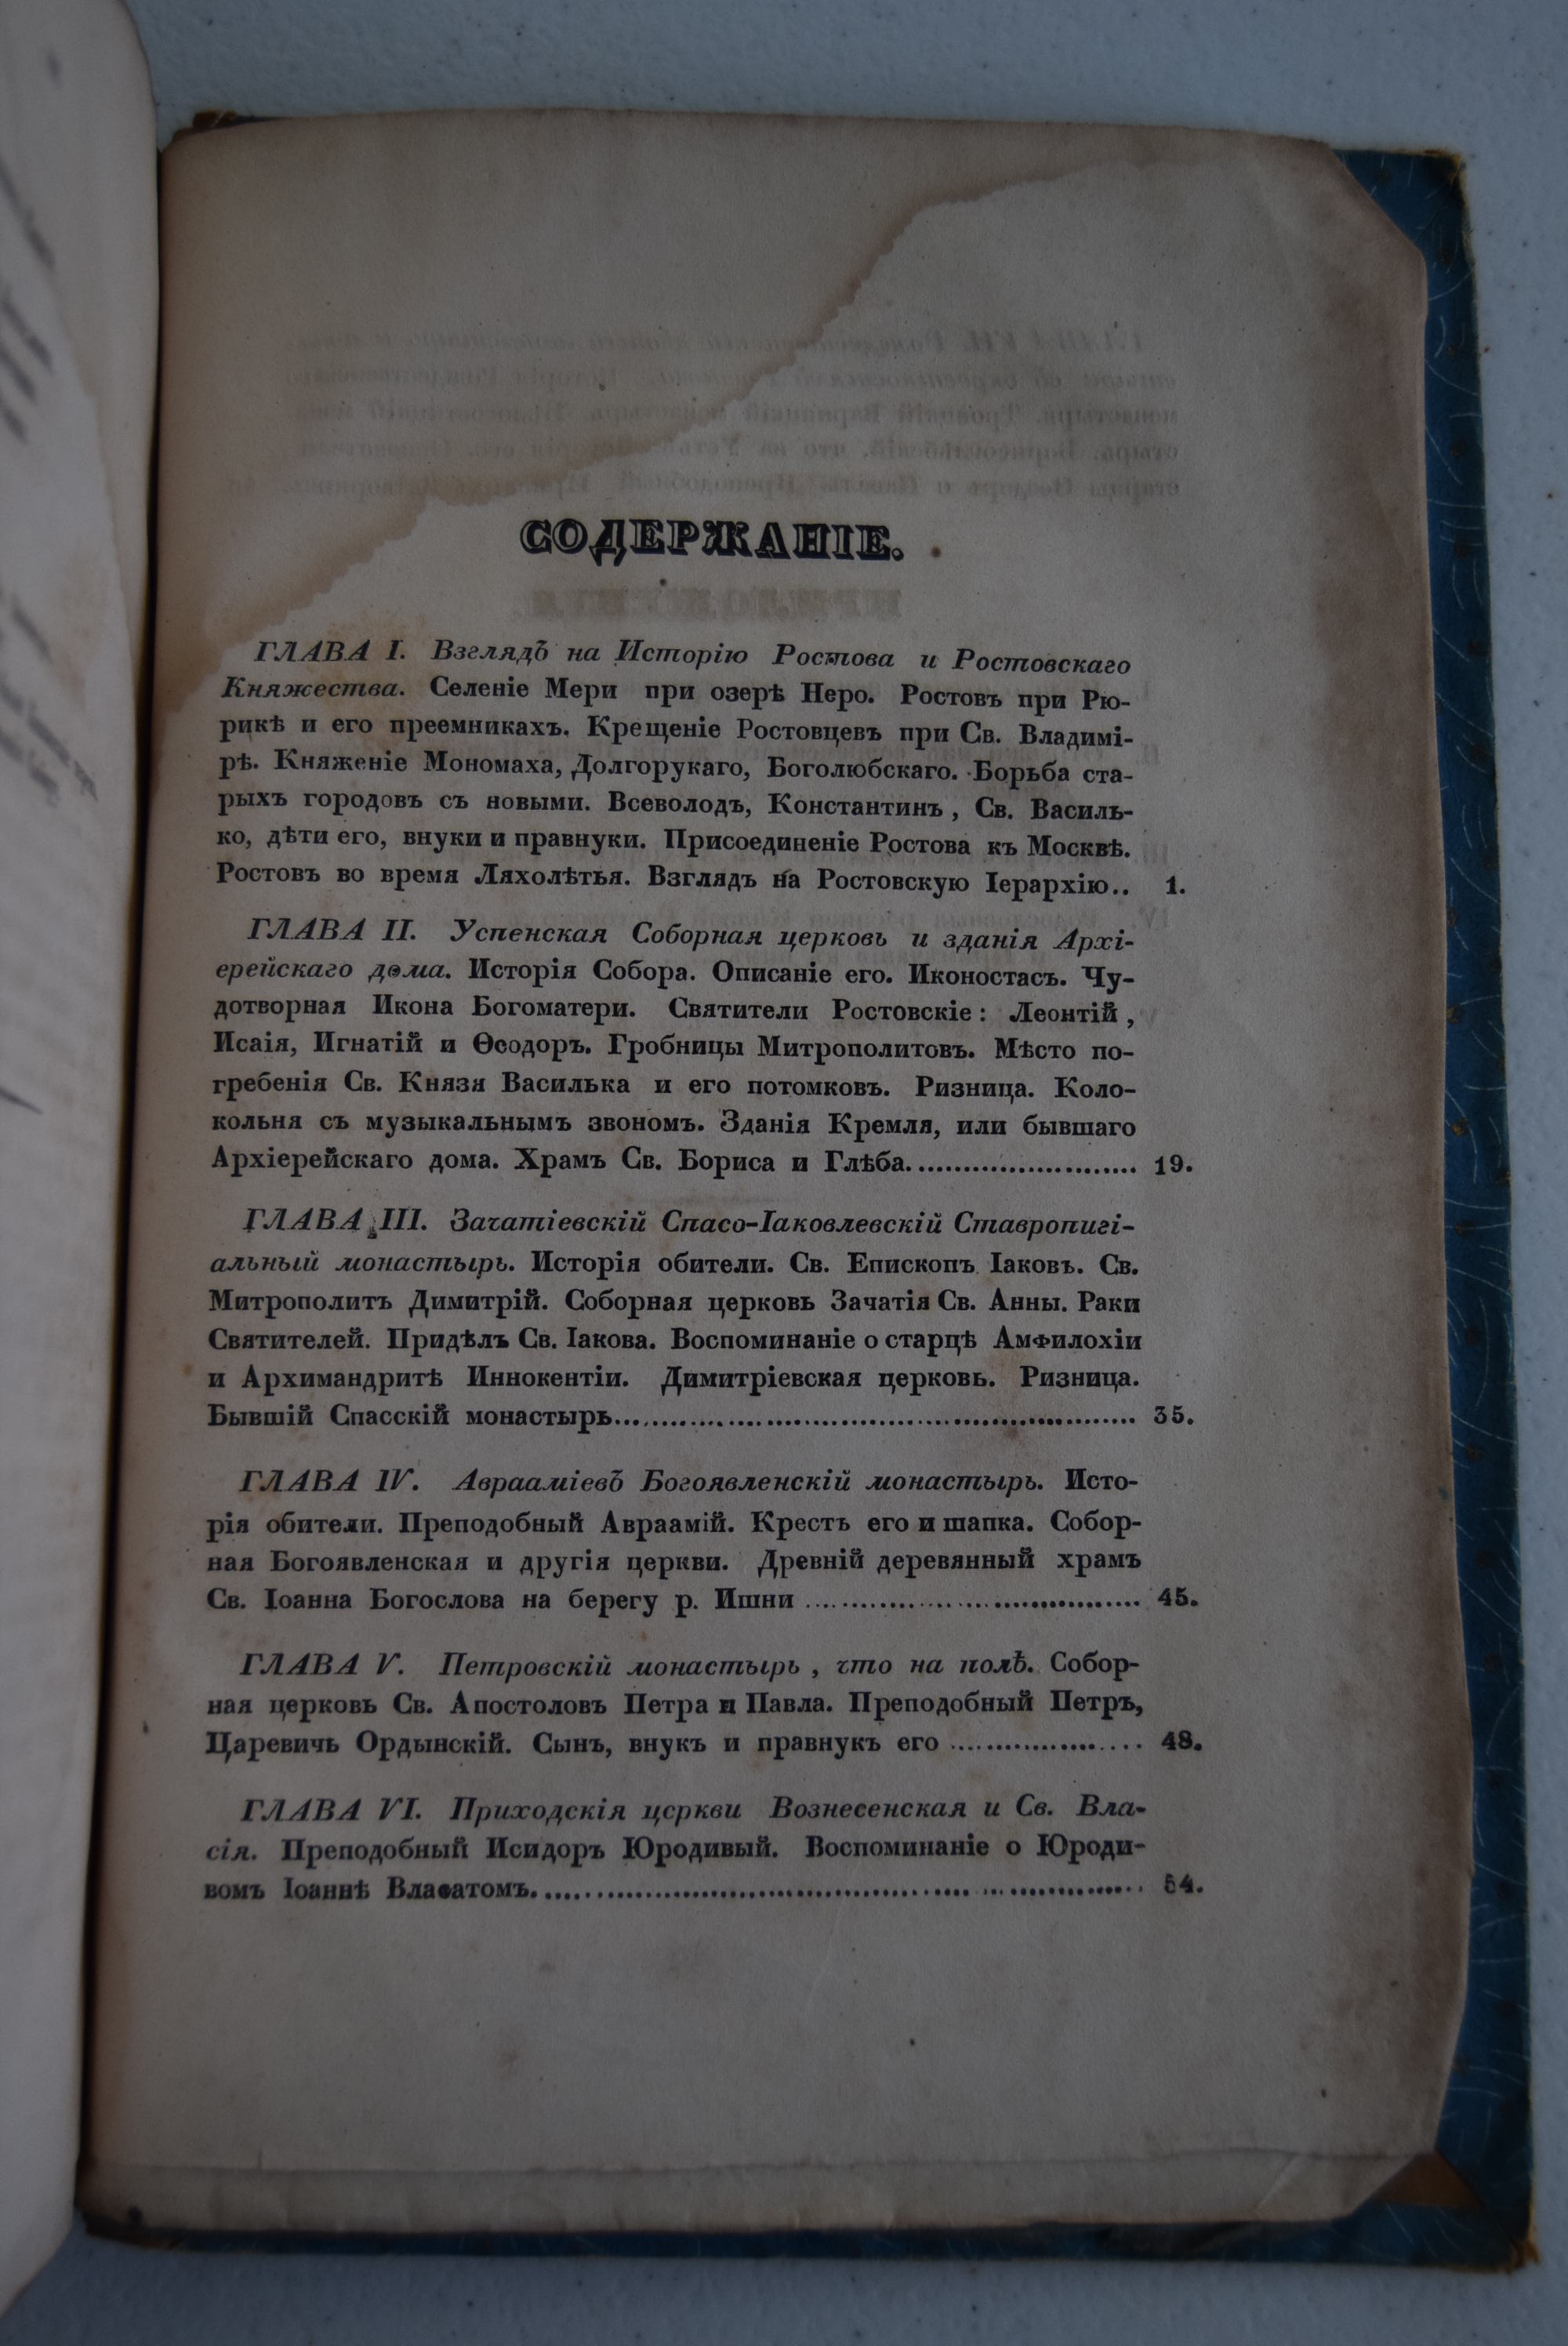 СОДЕРЖАНІЕ.
ГЛАВА I. Взглядъ на Исторію Ростова и Ростовскаго
Княжества. Селеніе Мери при озерѣ Неро. Ростовъ при Рю-
рикѣ и его преемникахъ. Крещеніе Ростовцевъ при Св. Владимі-
рѣ. Княженіе Мономаха, Долгорукаго, Боголюбскаго. Борьба ста-
рыхъ городовъ съ новыми. Всеволодъ, Константинъ, Св. Василь-
ко, дѣти его, внуки и правнуки. Присоединеніе Ростова къ Москвѣ.
Ростовъ во время Ляхолѣтья. Взглядъ на Ростовскую Іерархію.. 1.
ГЛАВА II. Успенская Соборная церковь и зданія Архі-
ерейскаго дома. Исторія Собора. Описаніе его. Иконостасъ. Чу-
дотворная Икона Богоматери. Святители Ростовскіе: Леонтій,
Исаія, Игнатій и Ѳеодоръ. Гробницы Митрополитовъ. Мѣсто по-
гребенія Св. Князя Василька и его потомковъ. Ризница. Коло-
кольня съ музыкальнымъ звономъ. Зданія Кремля, или бывшаго
Архіерейскаго дома. Храмъ Св. Бориса и Глѣба.......................... 19.
ГЛАВА III. Зачатіевскій Спасо-Іаковлевскій Ставропигі-
альный монастырь. Исторія обители. Св. Епископъ Іаковъ. Св.
Митрополитъ Димитрій. Соборная церковь Зачатія Св. Анны. Раки
Святителей. Придѣлъ Св. Іакова. Воспоминаніе о старцѣ Амфилохіи
и Архимандритѣ Иннокентіи. Димитріевская церковь. Ризница.
Бывшій Спасскій монастырь.......................................................... 35.
ГЛАВА IV. Авраамiевъ Богоявленскій монастырь. Исто-
рія обители. Преподобный Авраамій. Крестъ его и шапка. Собор-
ная Богоявленская и другія церкви. Древній деревянный храмъ
Св. Іоанна Богослова на берегу р. Ишни ..................................... 45.
ГЛАВА V. Петровскій монастырь, что на полѣ. Собор-
ная церковь Св. Апостоловъ Петра и Павла. Преподобный Петръ,
Царевичь Ордынскій. Сынъ, внукъ и правнукъ его ..................... 48.
ГЛАВА VI. Приходскія церкви Вознесенская и Св. Вла-
сія. Преподобный Исидоръ Юродивый. Воспоминаніе о Юроди-
вомъ Іоаннѣ Власатомъ.................................................................. 54.